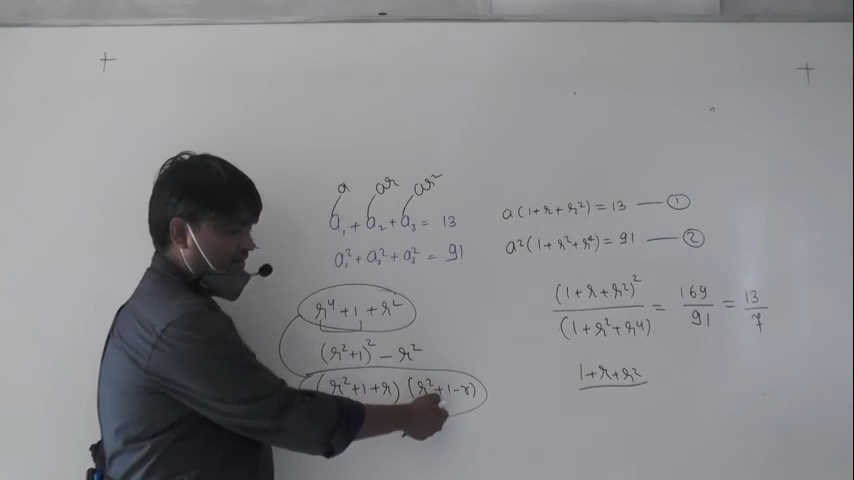 a ar ar²
a₁ + a₂ + a₃ = 13
a₁² + a₂² + a₃² = 91
r⁴ + 1 + r²
(r²+1)² − r²
(r²+1+r) (r²+1−r)
a(1+r+r²) = 13 — ①
a²(1+r²+r⁴) = 91 — ②
(1+r+r²)² / (1+r²+r⁴) = 169/91 = 13/7
1+r+r²